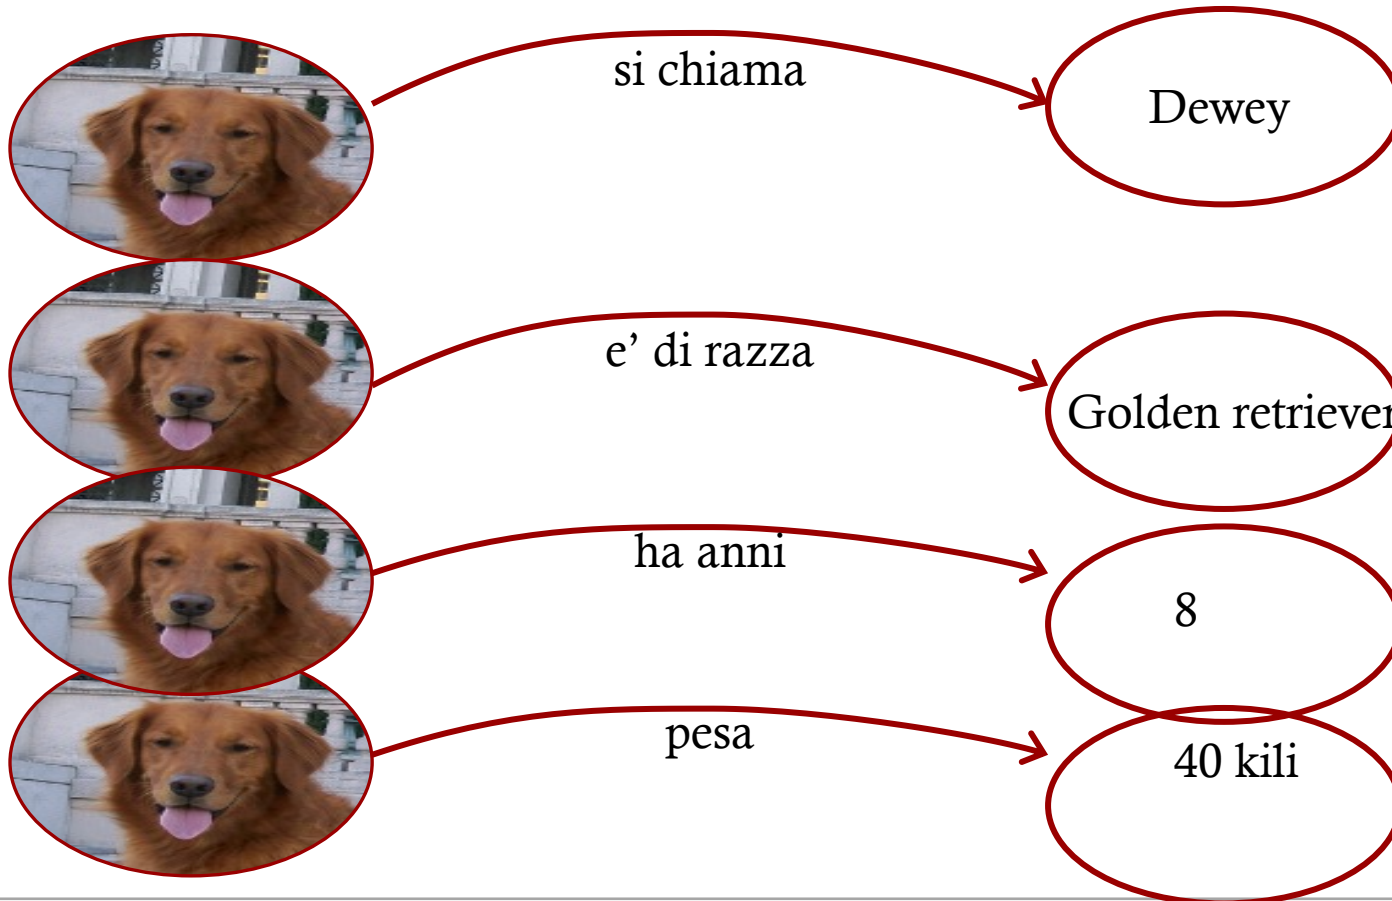 si chiama
Dewey
e’ di razza
Golden retriever
ha anni
8
pesa
40 kili